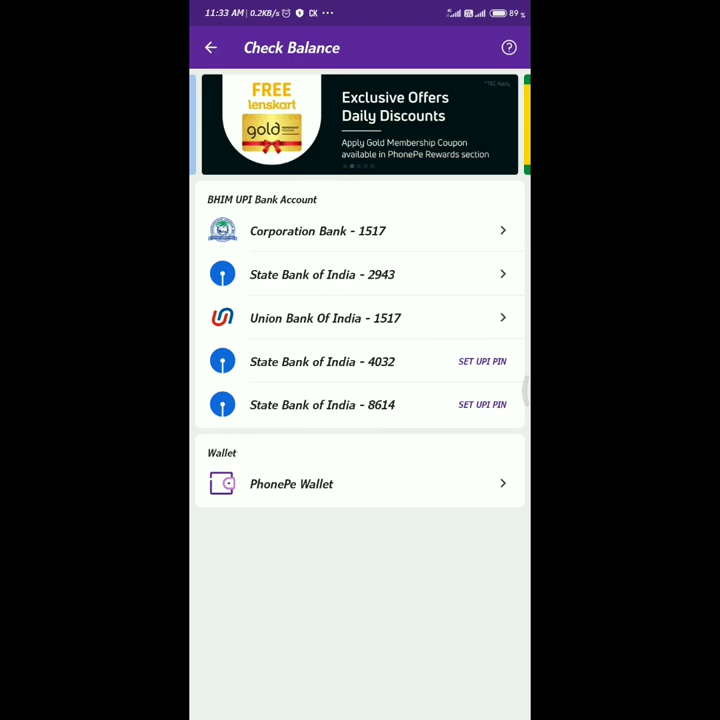 11:33 AM | 0.2KB/s CK ••• 4G 89 %
Check Balance
*T&C Apply
FREE
lenskart
gold
Exclusive Offers
Daily Discounts
Apply Gold Membership Coupon
available in PhonePe Rewards section
BHIM UPI Bank Account
Corporation Bank - 1517
State Bank of India - 2943
Union Bank Of India - 1517
State Bank of India - 4032 SET UPI PIN
State Bank of India - 8614 SET UPI PIN
Wallet
PhonePe Wallet